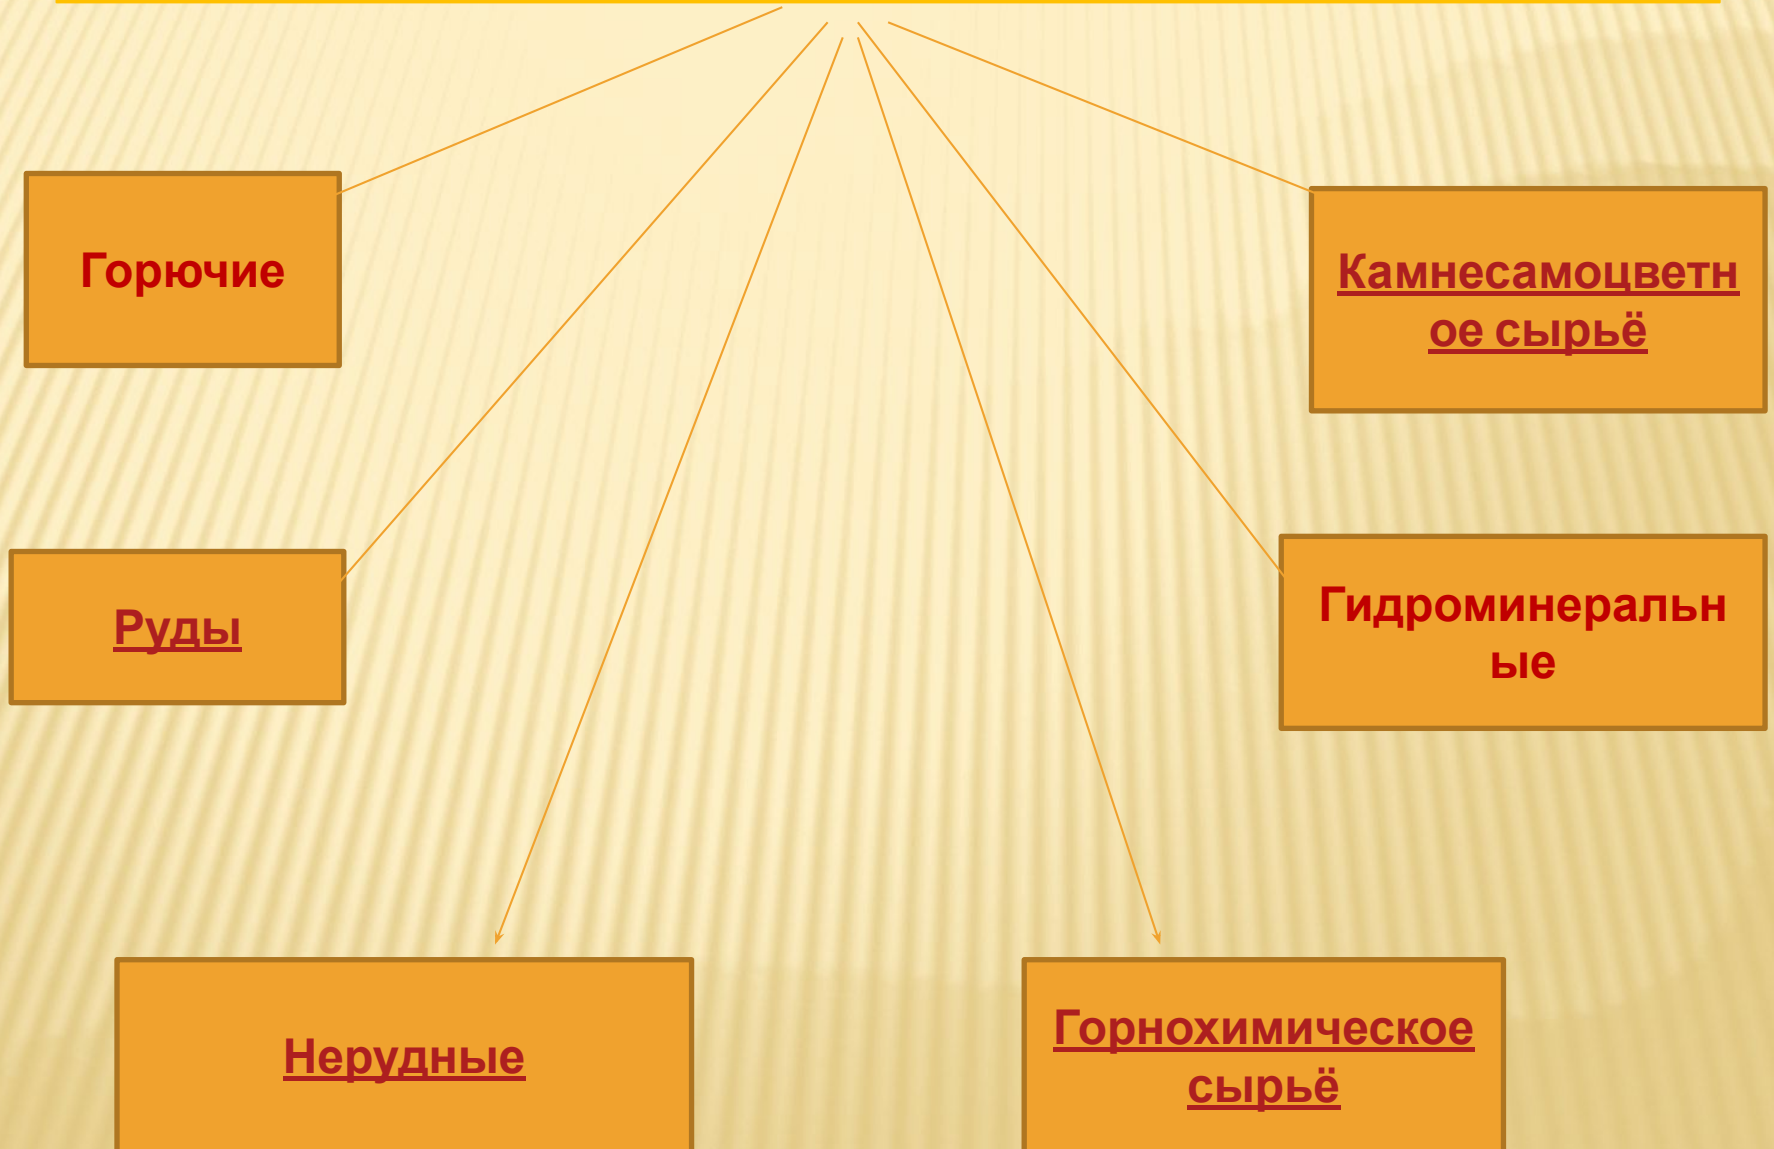 Горючие
Камнесамоцветн
ое сырьё
Руды
Гидроминеральн
ые
Нерудные
Горнохимическое
сырьё